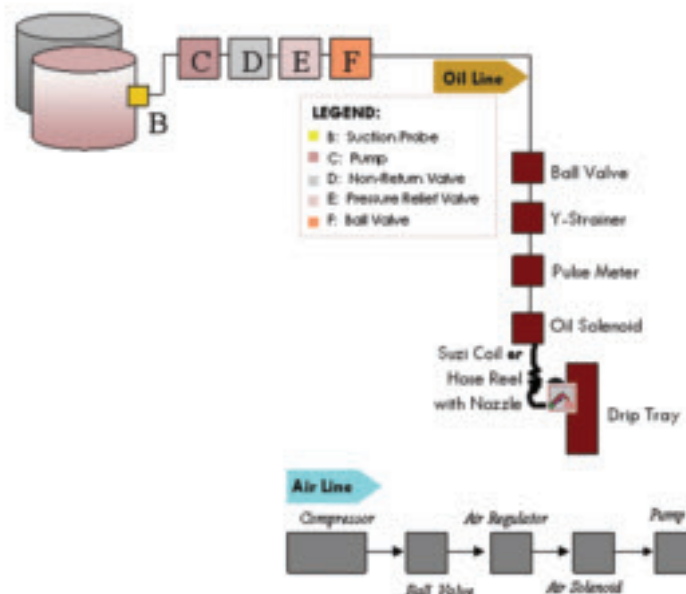 C D E F
Oil Line
B
LEGEND:
B: Suction Probe
C: Pump
D: Non-Return Valve
E: Pressure Relief Valve
F: Ball Valve
Ball Valve
Y-Strainer
Pulse Meter
Oil Solenoid
Suzi Coil or
Hose Reel
with Nozzle
Drip Tray
Air Line
Compressor
Air Regulator
Pump
Ball Valve
Air Solenoid